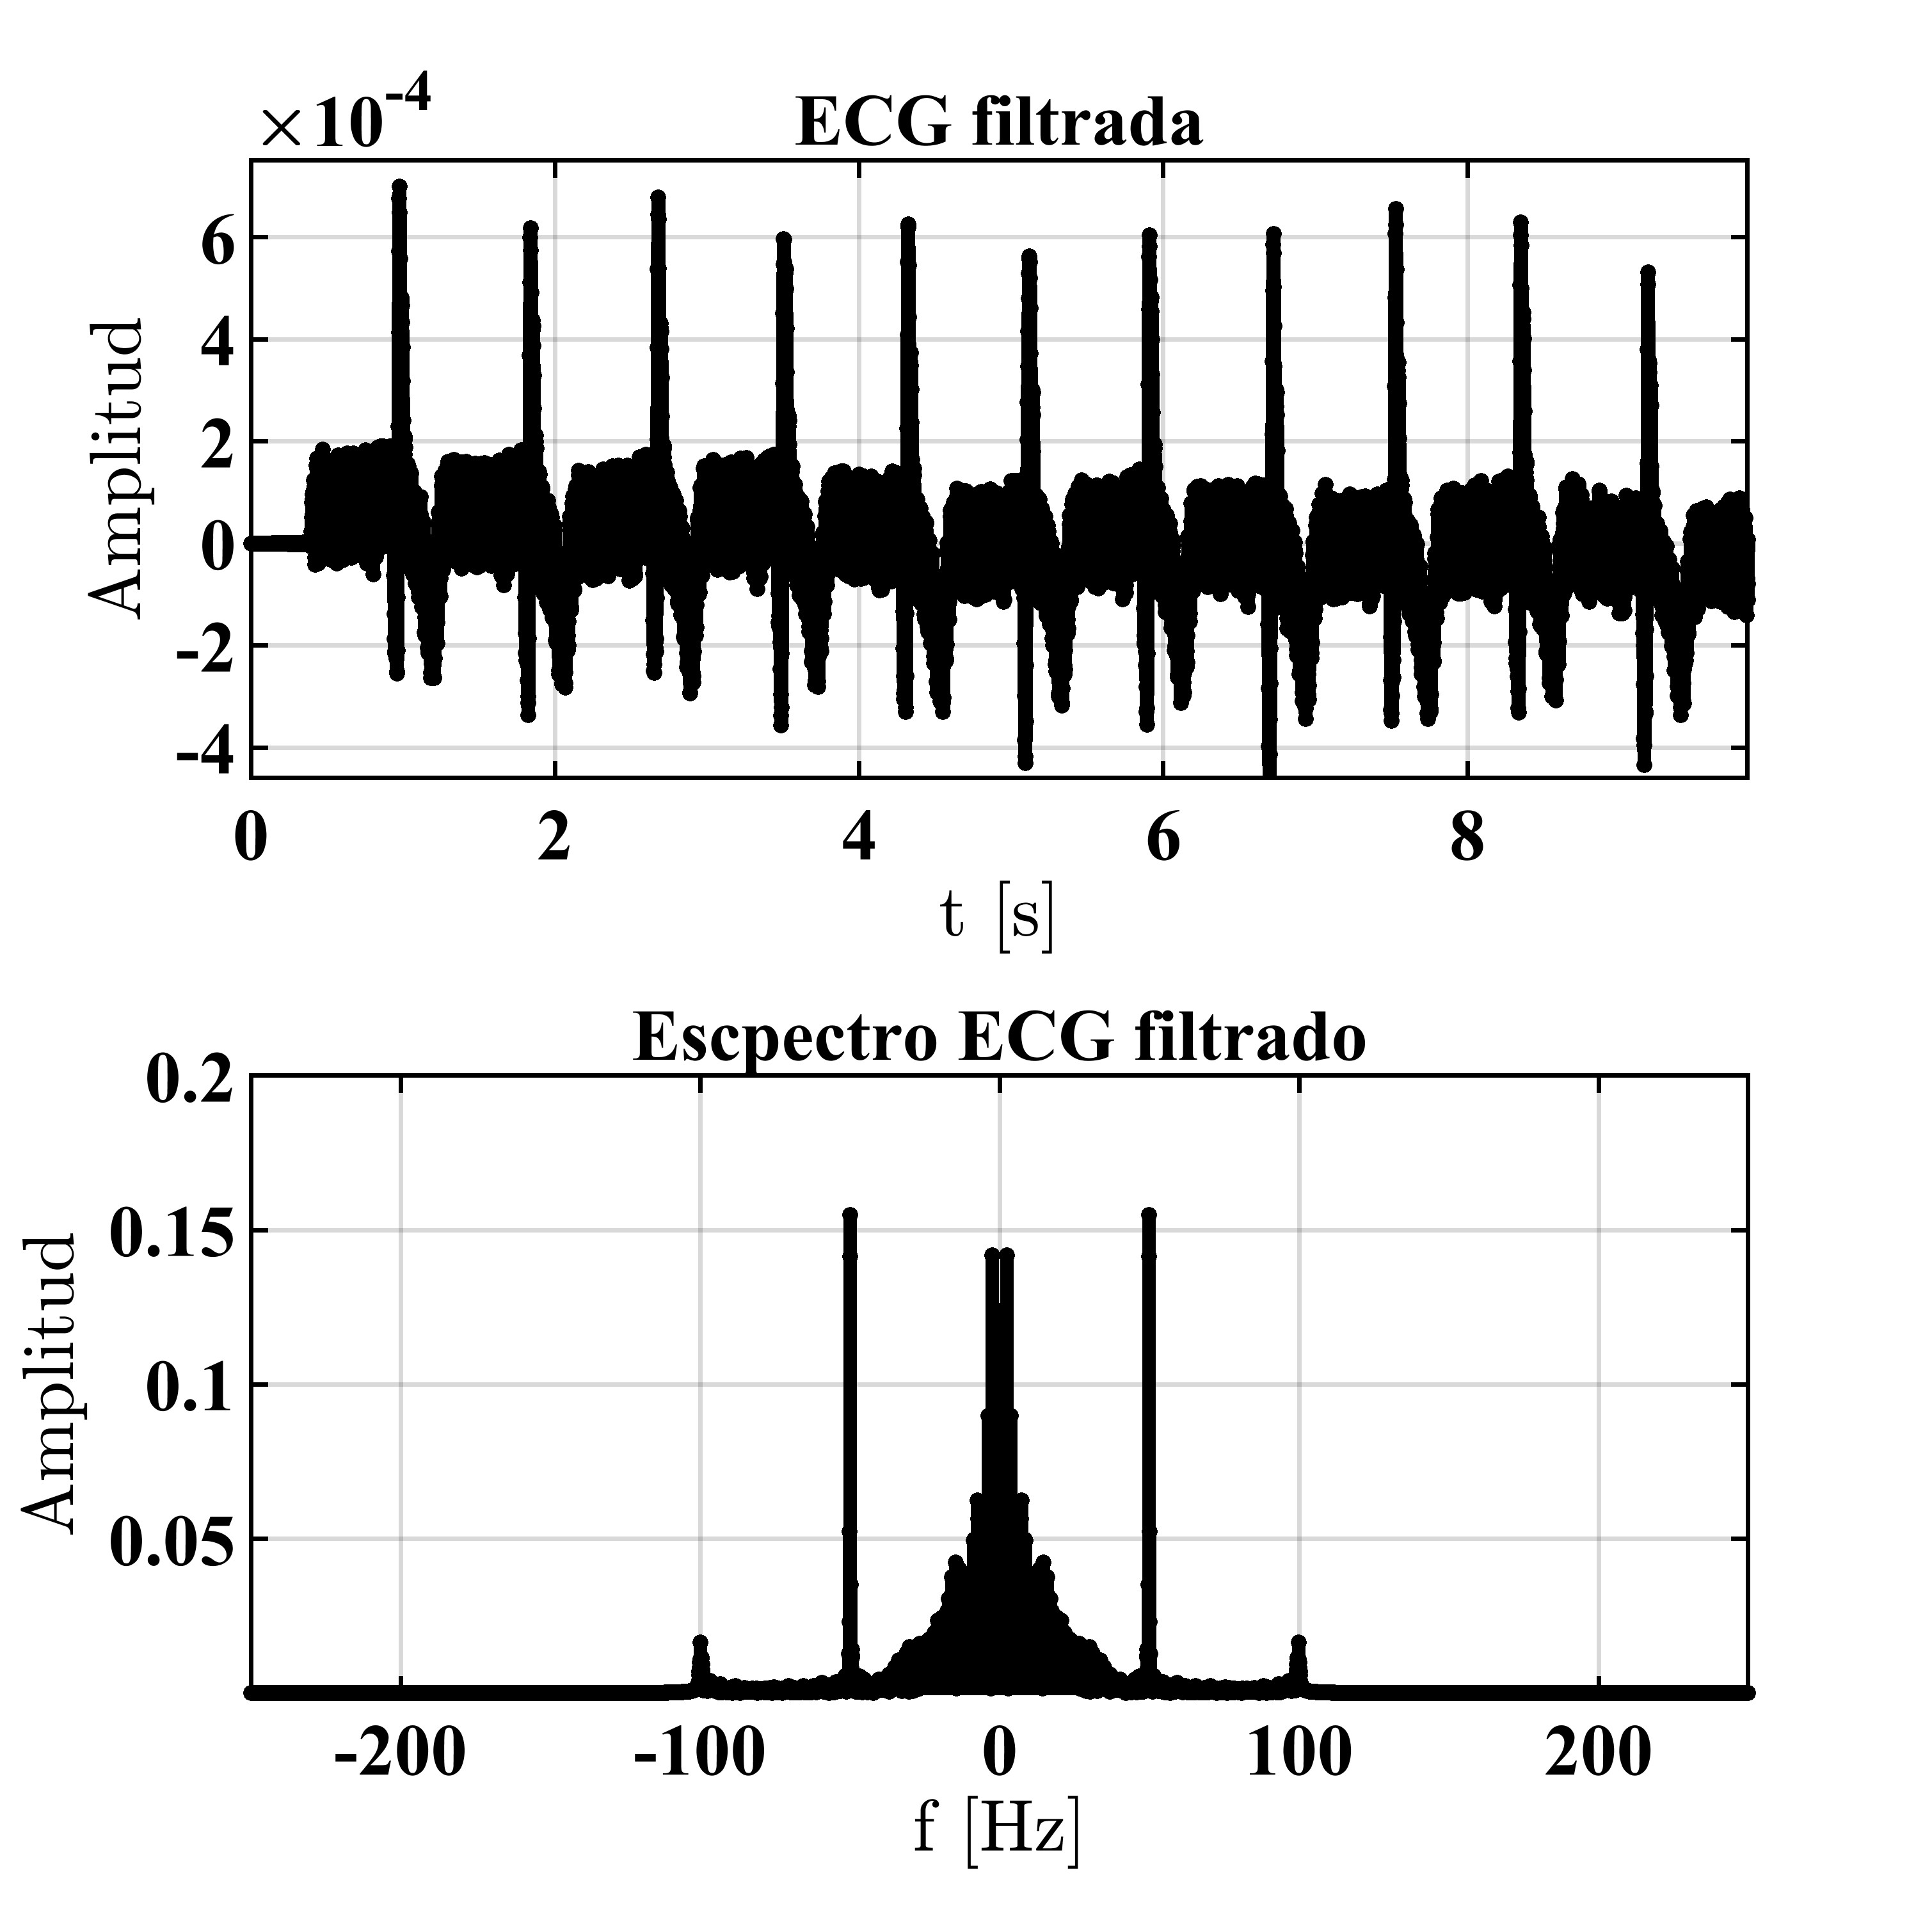 ×10-4
ECG filtrada
Amplitud
6
4
2
0
-2
-4
0 2 4 6 8
t [s]
Escpectro ECG filtrado
Amplitud
0.2
0.15
0.1
0.05
-200 -100 0 100 200
f [Hz]